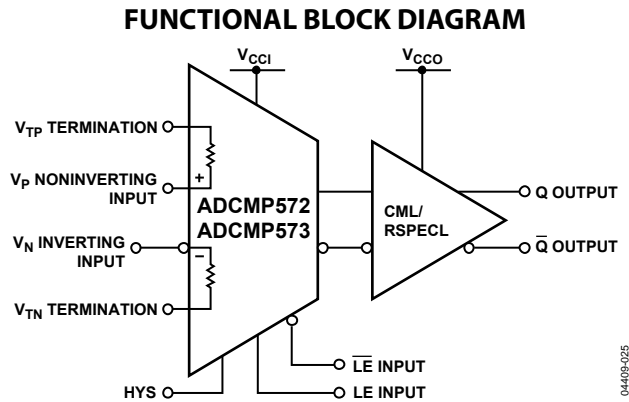 FUNCTIONAL BLOCK DIAGRAM
VCCI
VCCO
VTP TERMINATION
VP NONINVERTING
INPUT
+
ADCMP572
ADCMP573
CML/
RSPECL
Q OUTPUT
VN INVERTING
INPUT
–
Q̅ OUTPUT
VTN TERMINATION
L̅E̅ INPUT
HYS
LE INPUT
04409-025